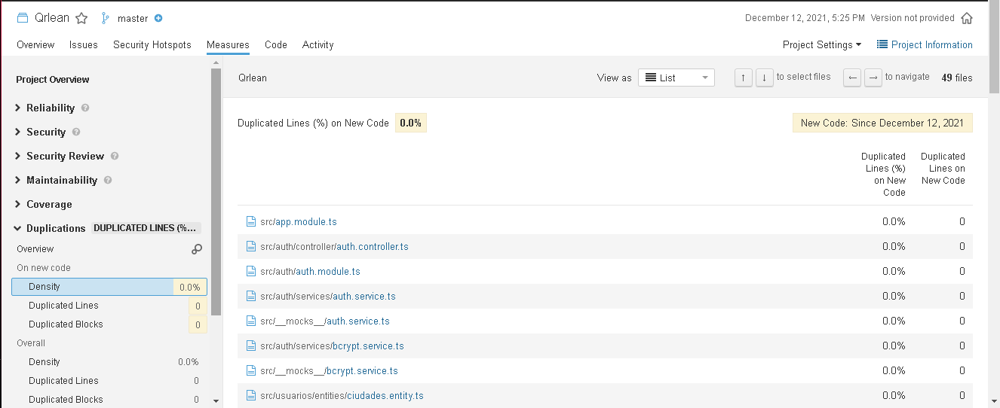 Qrlean master December 12, 2021, 5:25 PM Version not provided
Overview Issues Security Hotspots Measures Code Activity Project Settings Project Information
Project Overview
Reliability
Security
Security Review
Maintainability
Coverage
Duplications DUPLICATED LINES (%...
Overview
On new code
Density 0.0%
Duplicated Lines 0
Duplicated Blocks 0
Overall
Density 0.0%
Duplicated Lines 0
Duplicated Blocks 0
Qrlean View as List ↑ ↓ to select files ← → to navigate 49 files
Duplicated Lines (%) on New Code 0.0% New Code: Since December 12, 2021
Duplicated
Lines (%)
on New
Code
Duplicated
Lines on
New Code
src/app.module.ts 0.0% 0
src/auth/controller/auth.controller.ts 0.0% 0
src/auth/auth.module.ts 0.0% 0
src/auth/services/auth.service.ts 0.0% 0
src/__mocks__/auth.service.ts 0.0% 0
src/auth/services/bcrypt.service.ts 0.0% 0
src/__mocks__/bcrypt.service.ts 0.0% 0
src/usuarios/entities/ciudades.entity.ts 0.0% 0